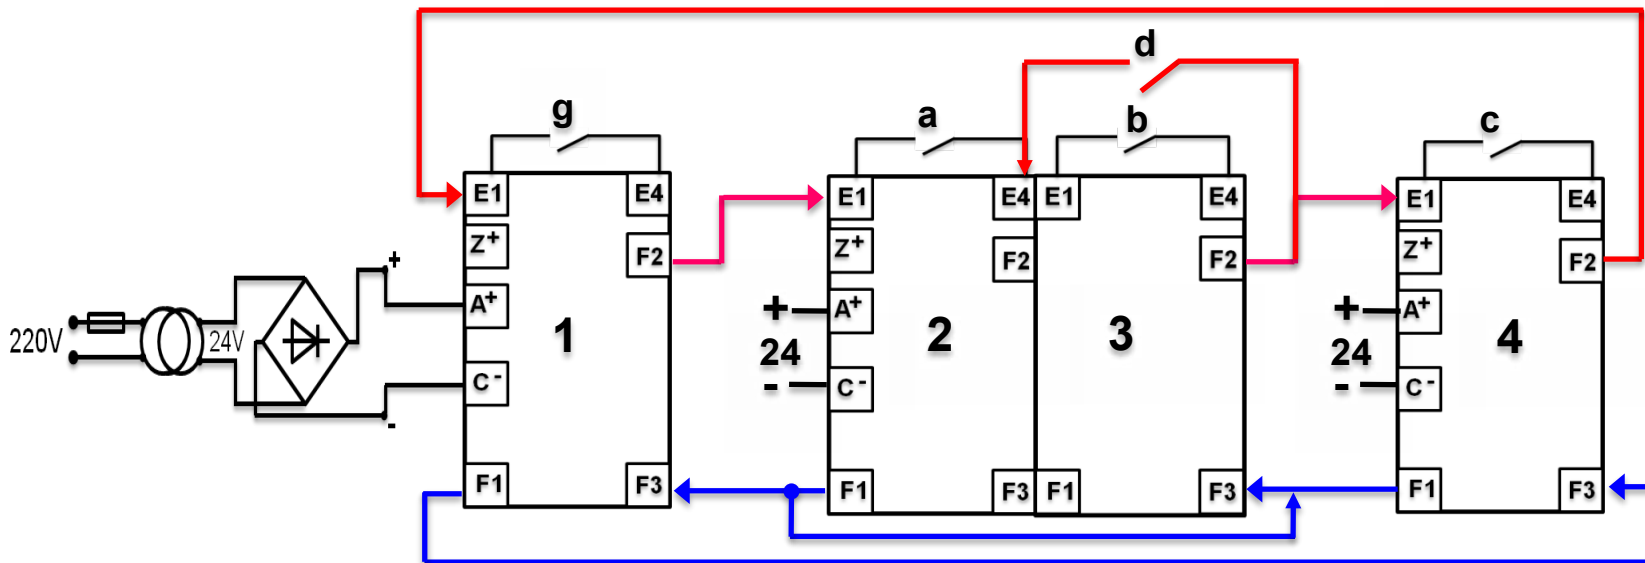 d
g
a
b
c
E1
E4
E1
E4
E1
E4
E1
E4
Z+
F2
Z+
F2
F2
Z+
F2
+
A+
+
A+
+
A+
220V
24V
1
2
3
4
24
24
C-
-
C-
-
C-
-
F1
F3
F1
F3
F1
F3
F1
F3